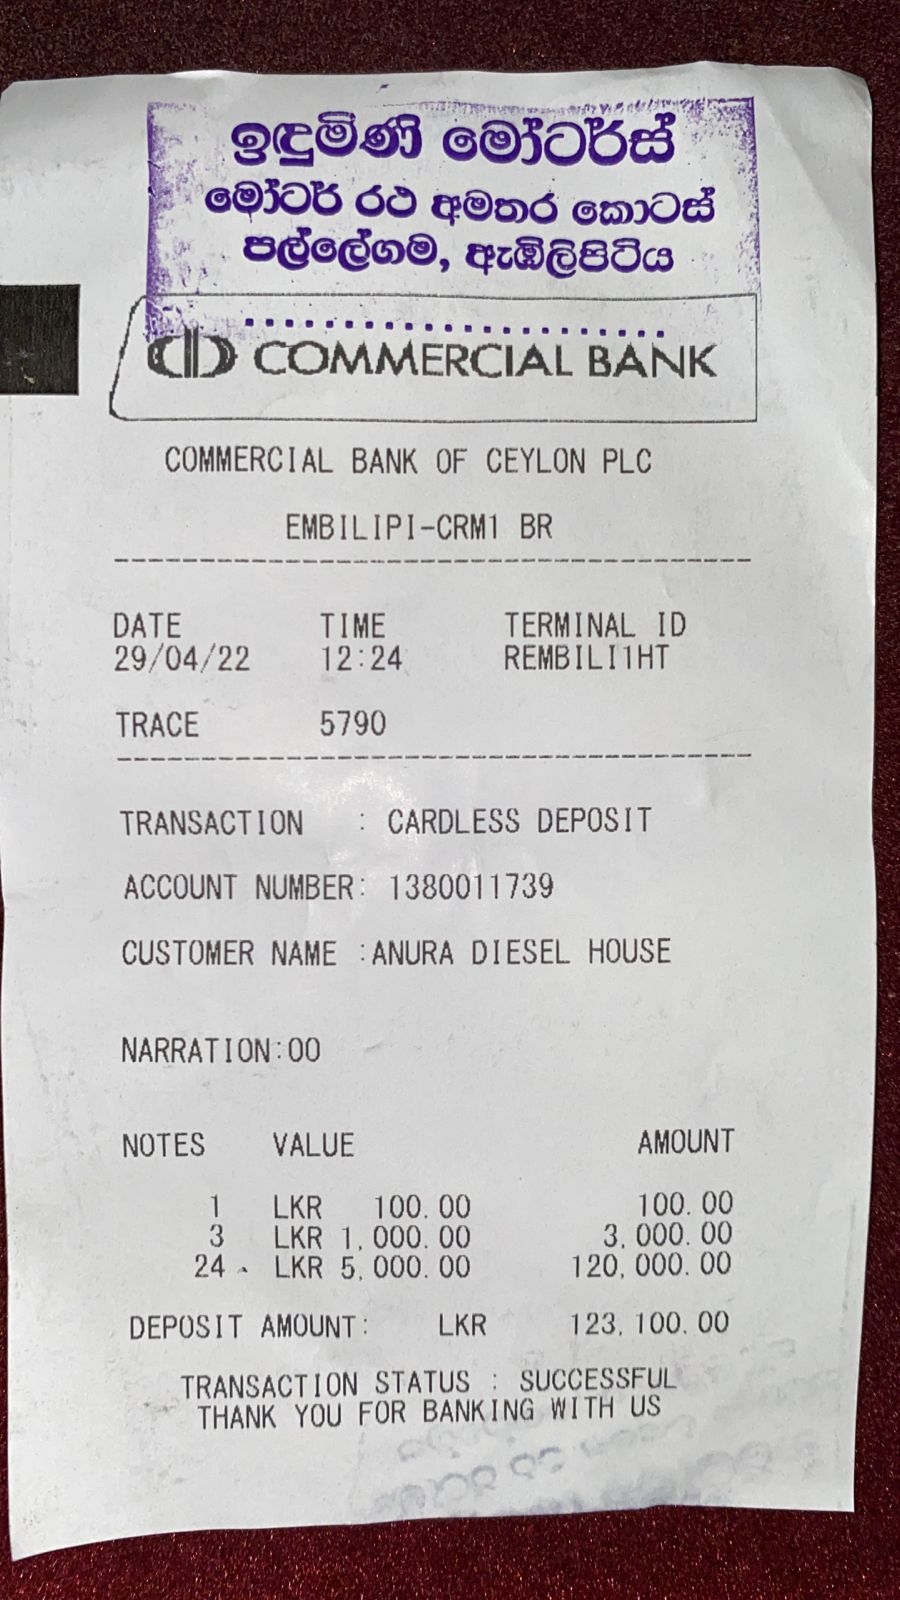 ඉඳුමිණි මෝටර්ස්
මෝටර් රථ අමතර කොටස්
පල්ලේගම, ඇඹිලිපිටිය
COMMERCIAL BANK
COMMERCIAL BANK OF CEYLON PLC
EMBILIPI-CRM1 BR
DATE TIME TERMINAL ID
29/04/22 12:24 REMBILI1HT
TRACE 5790
TRANSACTION : CARDLESS DEPOSIT
ACCOUNT NUMBER: 1380011739
CUSTOMER NAME :ANURA DIESEL HOUSE
NARRATION:00
NOTES VALUE AMOUNT
1 LKR 100.00 100.00
3 LKR 1,000.00 3,000.00
24 LKR 5,000.00 120,000.00
DEPOSIT AMOUNT: LKR 123,100.00
TRANSACTION STATUS : SUCCESSFUL
THANK YOU FOR BANKING WITH US